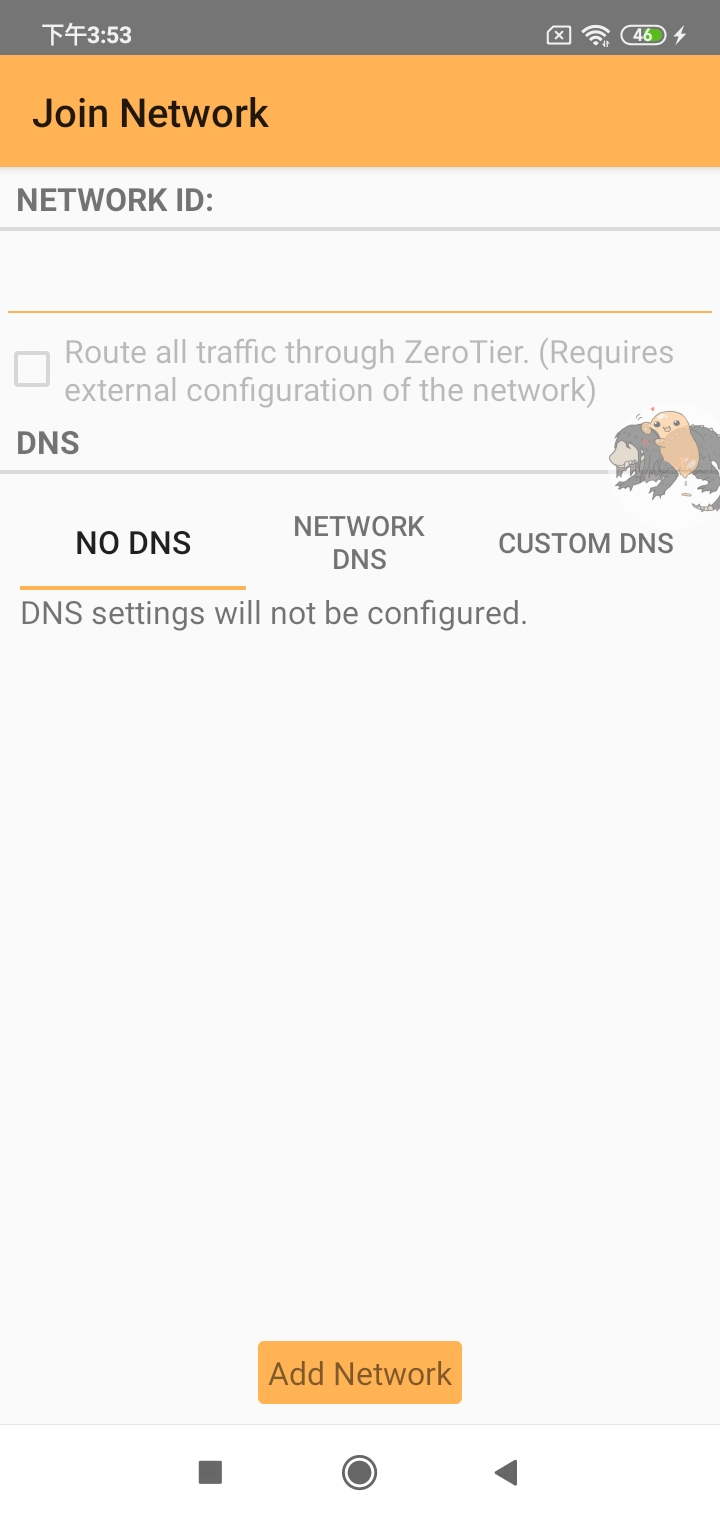 下午3:53
46
Join Network
NETWORK ID:
Route all traffic through ZeroTier. (Requires
external configuration of the network)
DNS
NO DNS
NETWORK
DNS
CUSTOM DNS
DNS settings will not be configured.
Add Network